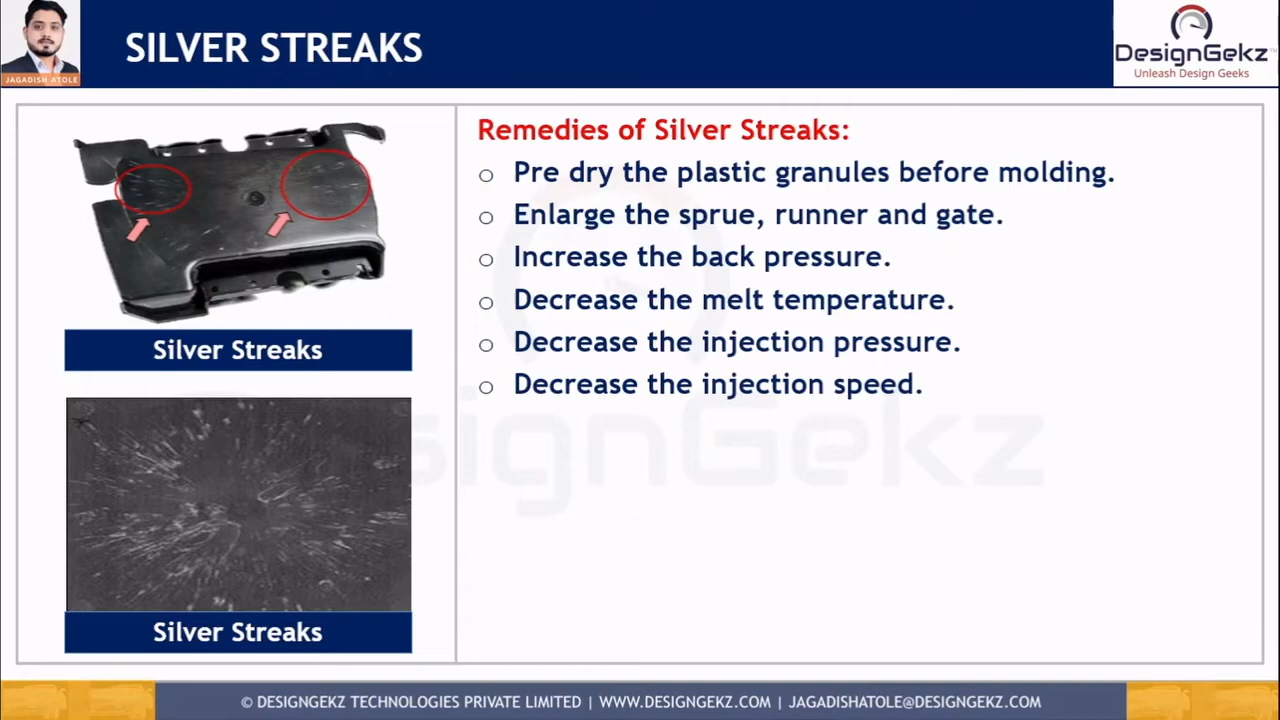 JAGADISH ATOLE
SILVER STREAKS
DesignGekz
Unleash Design Geeks
Silver Streaks
Silver Streaks
Remedies of Silver Streaks:
o Pre dry the plastic granules before molding.
o Enlarge the sprue, runner and gate.
o Increase the back pressure.
o Decrease the melt temperature.
o Decrease the injection pressure.
o Decrease the injection speed.
DesignGekz
© DESIGNGEKZ TECHNOLOGIES PRIVATE LIMITED | WWW.DESIGNGEKZ.COM | JAGADISHATOLE@DESIGNGEKZ.COM